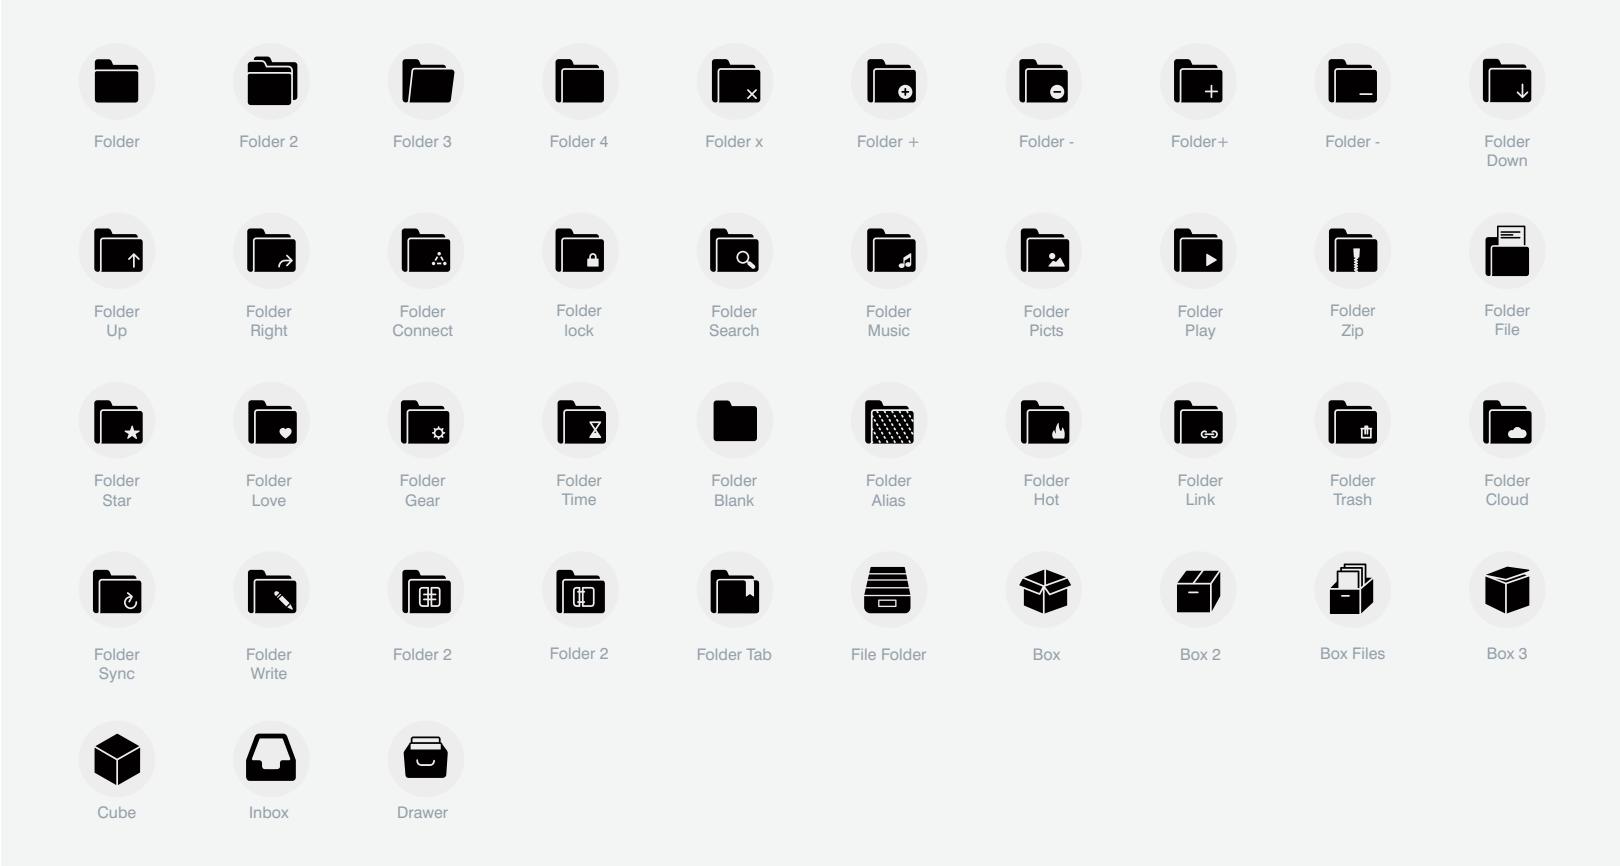 Folder
Folder 2
Folder 3
Folder 4
Folder x
Folder +
Folder -
Folder+
Folder -
Folder
Down
Folder
Up
Folder
Right
Folder
Connect
Folder
lock
Folder
Search
Folder
Music
Folder
Picts
Folder
Play
Folder
Zip
Folder
File
Folder
Star
Folder
Love
Folder
Gear
Folder
Time
Folder
Blank
Folder
Alias
Folder
Hot
Folder
Link
Folder
Trash
Folder
Cloud
Folder
Sync
Folder
Write
Folder 2
Folder 2
Folder Tab
File Folder
Box
Box 2
Box Files
Box 3
Cube
Inbox
Drawer